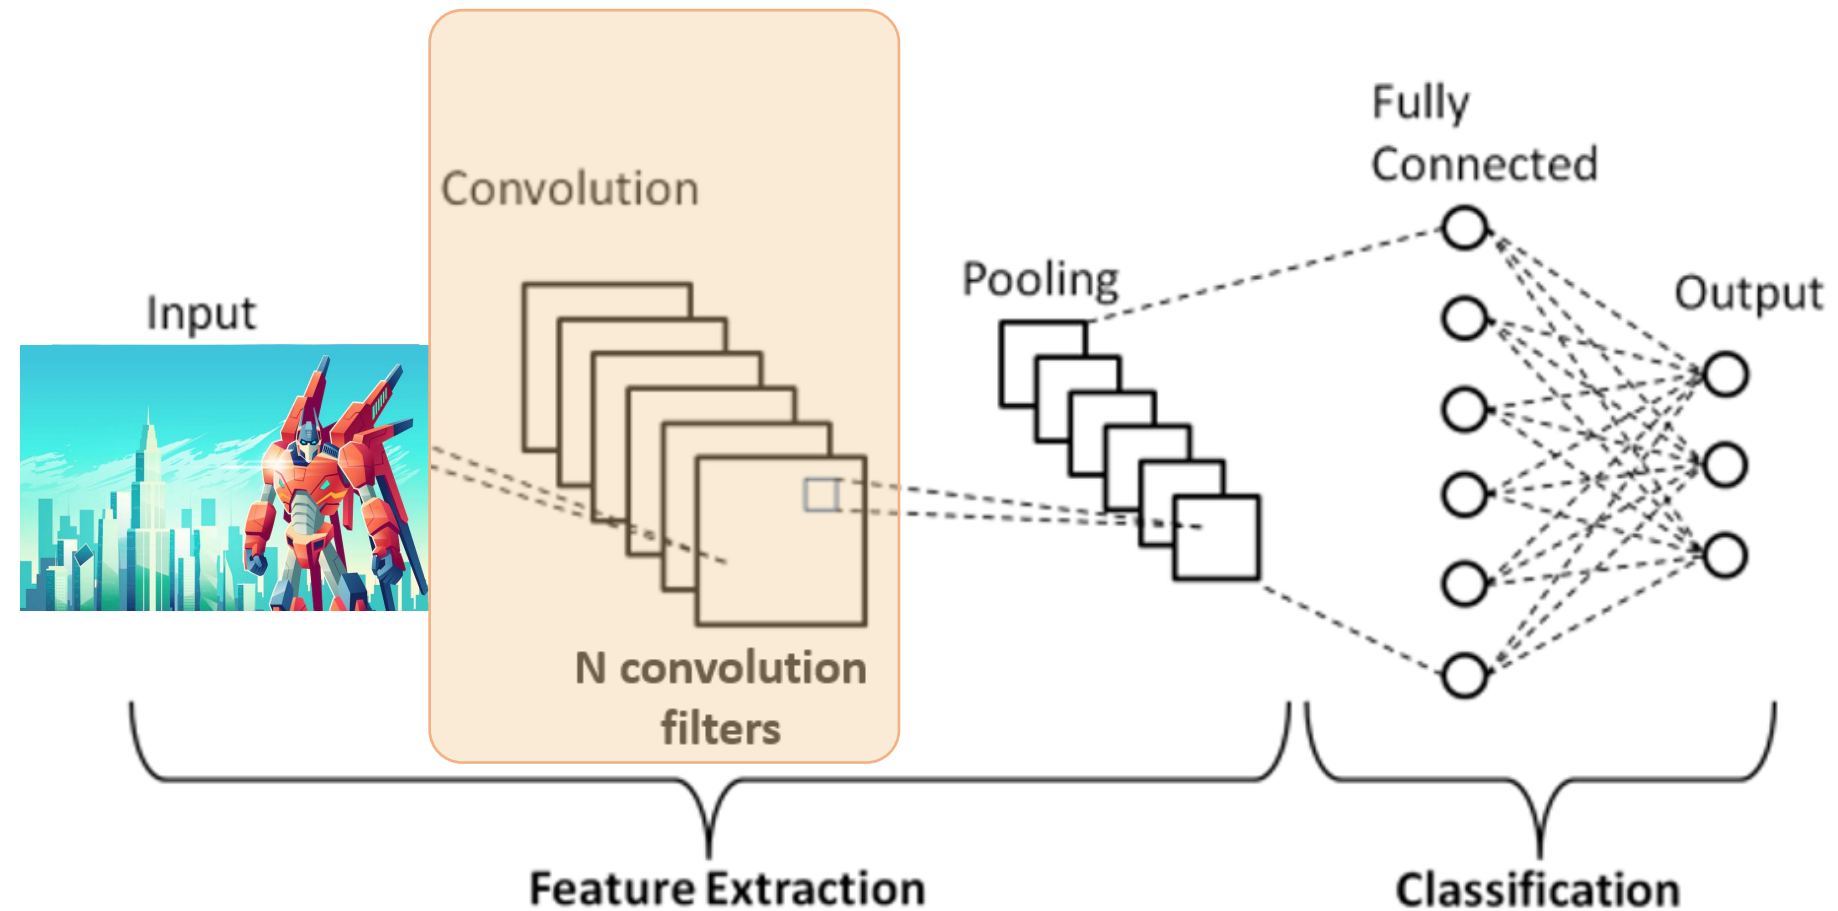 Input
Convolution
N convolution
filters
Pooling
Fully
Connected
Output
Feature Extraction
Classification